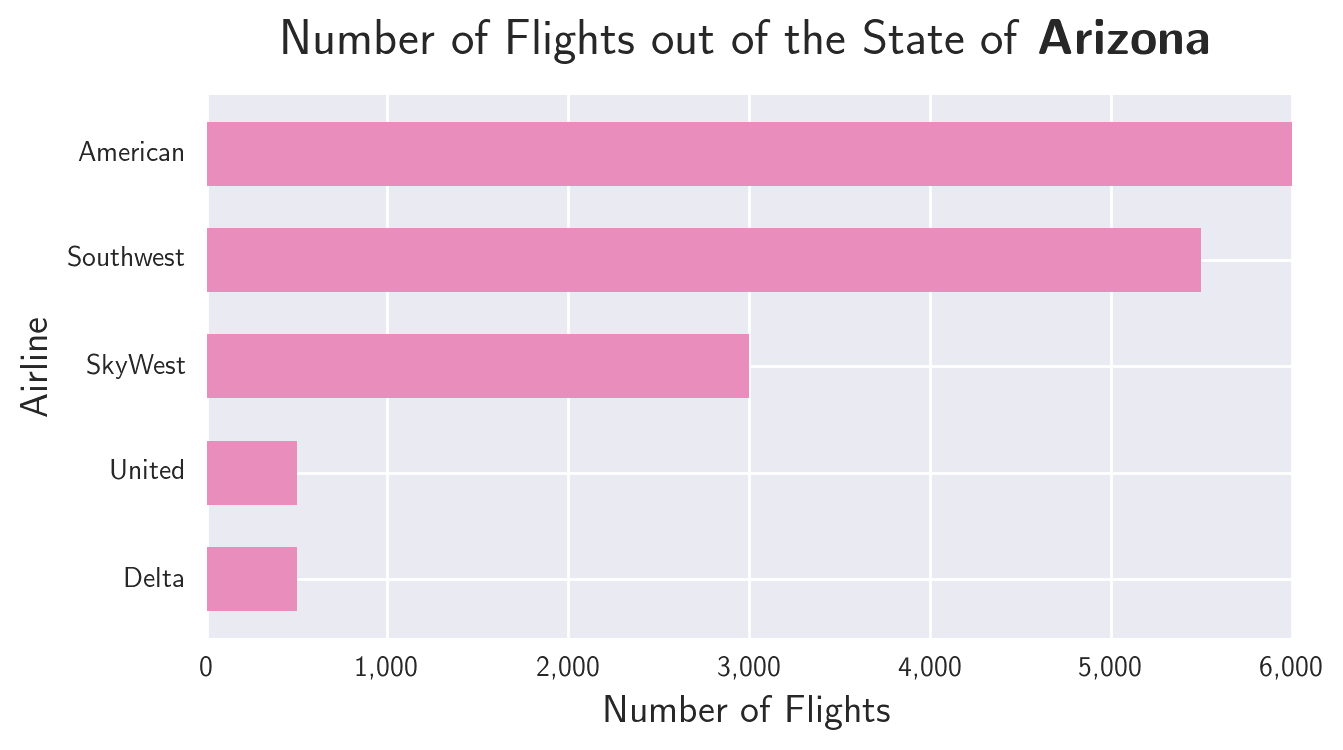 Number of Flights out of the State of Arizona
American
Southwest
SkyWest
United
Delta
Airline
0 1,000 2,000 3,000 4,000 5,000 6,000
Number of Flights